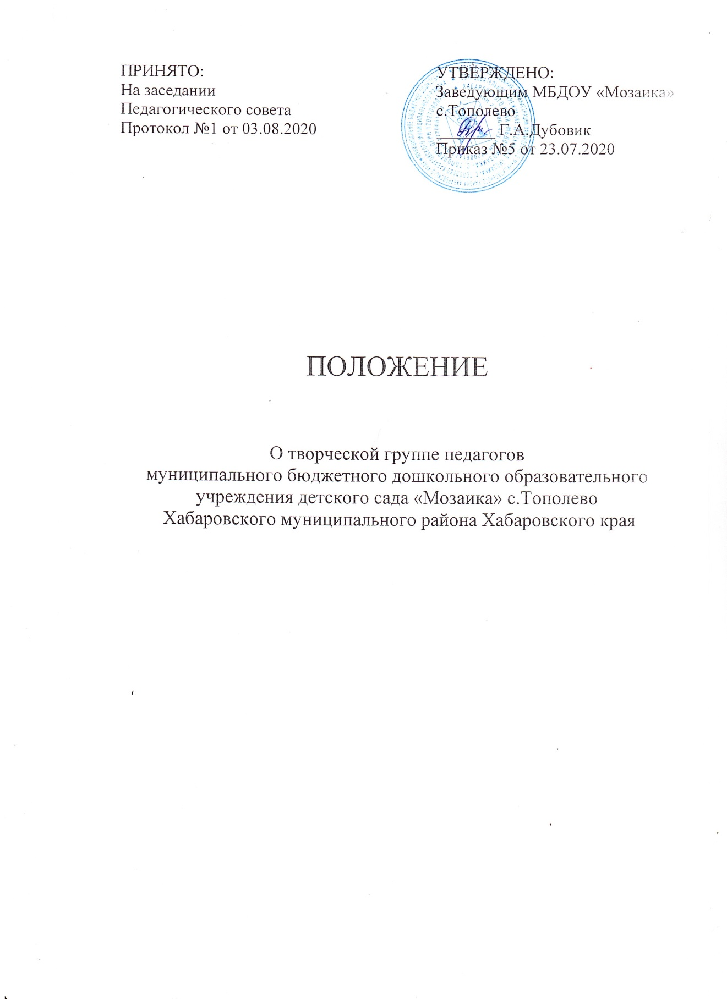 ПРИНЯТО:
На заседании
Педагогического совета
Протокол №1 от 03.08.2020
УТВЕРЖДЕНО:
Заведующим МБДОУ «Мозаика»
с.Тополево
________ Г.А.Дубовик
Приказ №5 от 23.07.2020
ПОЛОЖЕНИЕ
О творческой группе педагогов
муниципального бюджетного дошкольного образовательного
учреждения детского сада «Мозаика» с.Тополево
Хабаровского муниципального района Хабаровского края